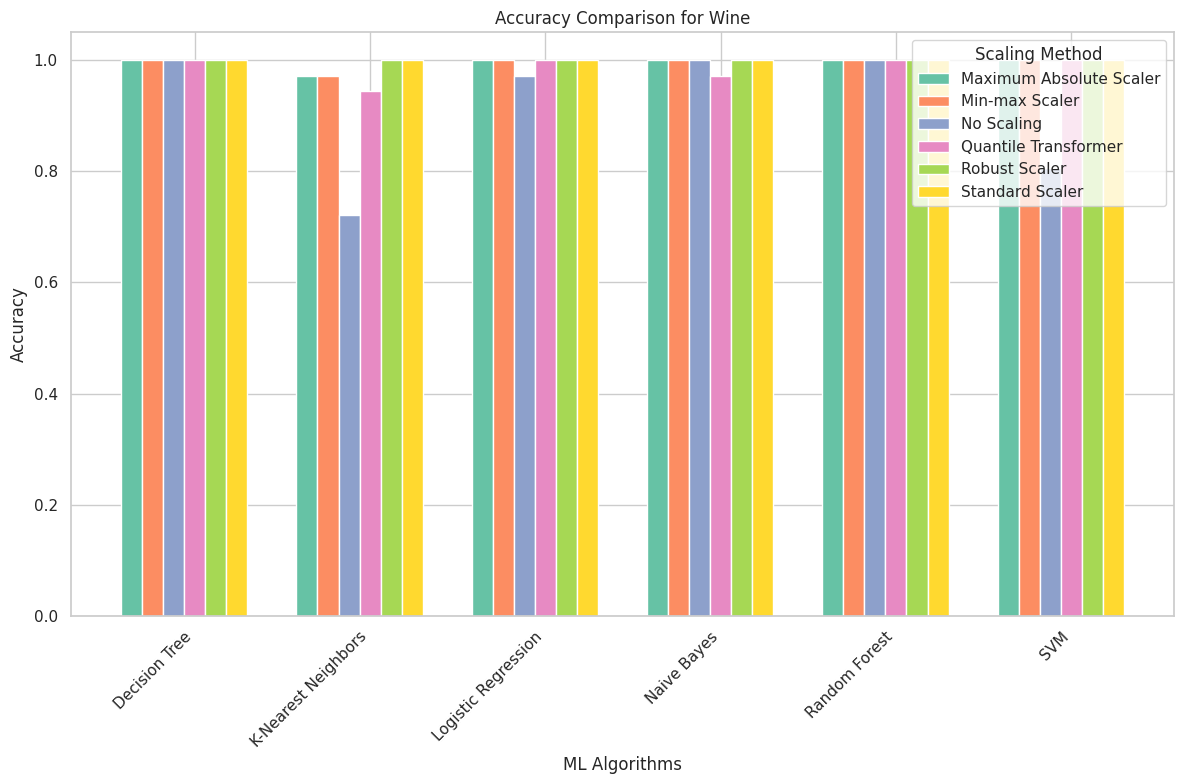 Accuracy Comparison for Wine
Scaling Method
Maximum Absolute Scaler
Min-max Scaler
No Scaling
Quantile Transformer
Robust Scaler
Standard Scaler
Accuracy
1.0
0.8
0.6
0.4
0.2
0.0
Decision Tree
K-Nearest Neighbors
Logistic Regression
Naive Bayes
Random Forest
SVM
ML Algorithms